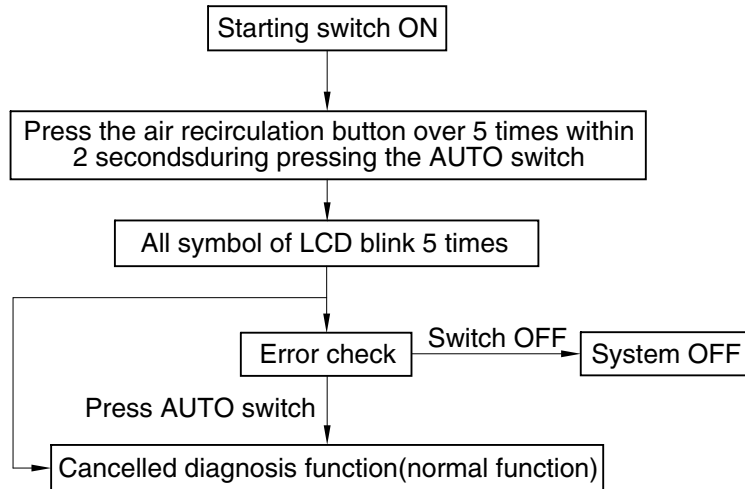 Starting switch ON
Press the air recirculation button over 5 times within
2 secondsduring pressing the AUTO switch
All symbol of LCD blink 5 times
Error check
Switch OFF
System OFF
Press AUTO switch
Cancelled diagnosis function(normal function)